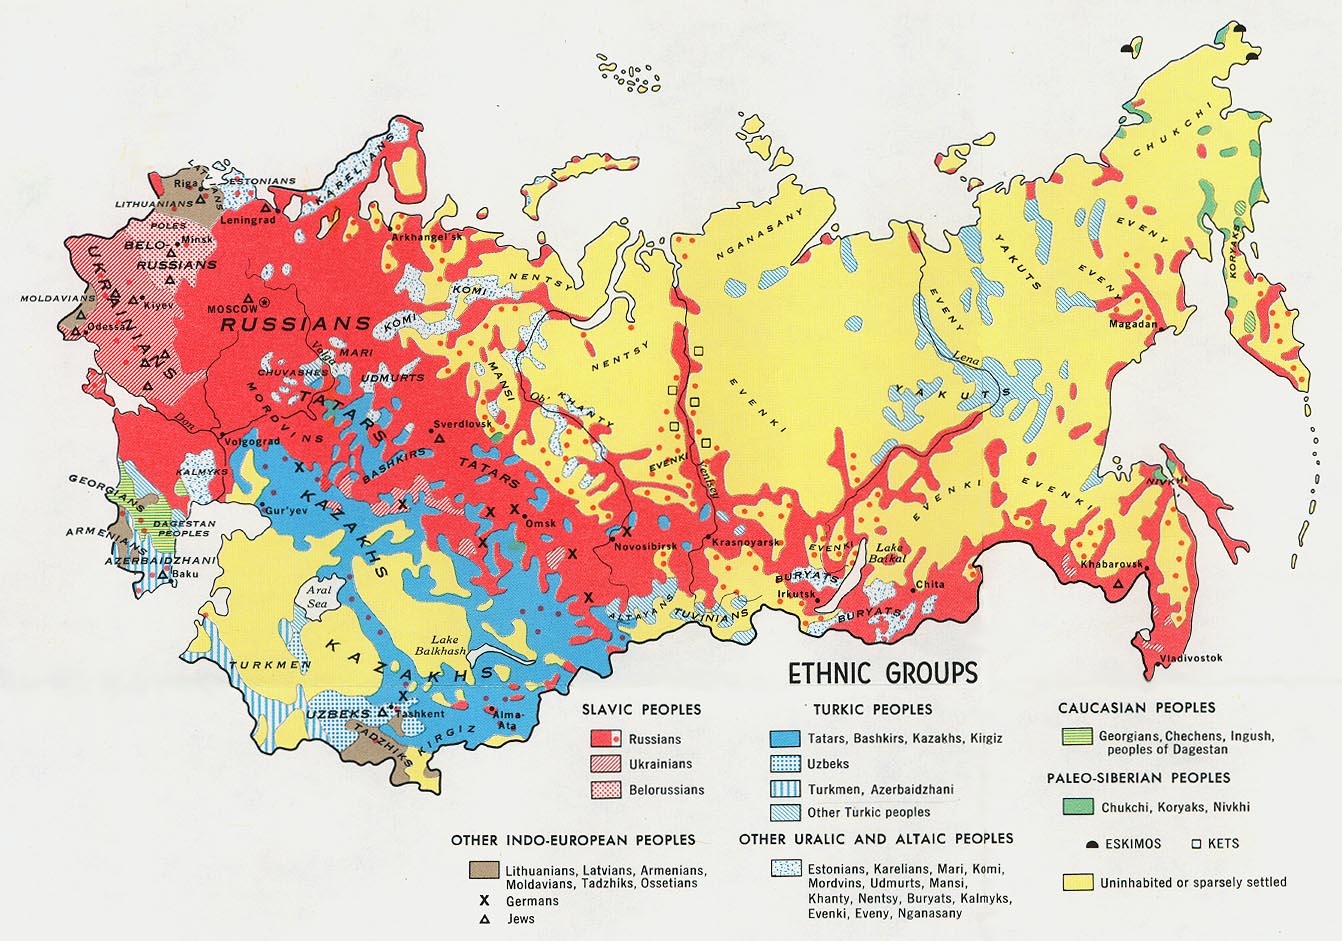 CHUKCHI
KARELIANS
LATVIANS
Riga
ESTONIANS
LITHUANIANS
Leningrad
POLES
BELO-
RUSSIANS
Minsk
UKRAINIANS
MOLDAVIANS
Kiyev
Odessa
MOSCOW
RUSSIANS
Arkhangel'sk
NENTSY
KOMI
KOMI
NGANASANY
EVENY
YAKUTS
EVENY
EVENY
KORYAKS
Magadan
Volga
MARI
CHUVASHES
UDMURTS
MORDVINS
TATARS
MANSI
NENTSY
Ob'
KHANTY
EVENKI
Lena
YAKUTS
Don
Volgograd
Sverdlovsk
BASHKIRS
TATARS
EVENKI
Yenisey
EVENKI
EVENKI
NIVKHI
KALMYKS
GEORGIANS
Gur'yev
KAZAKHS
Omsk
DAGESTAN
PEOPLES
ARMENIANS
AZERBAIDZHANI
Baku
Novosibirsk
Krasnoyarsk
EVENKI
Lake
Baikal
Khabarovsk
BURYATS
Irkutsk
Chita
BURYATS
Aral
Sea
ALTAYANS
TUVINIANS
KAZAKHS
Lake
Balkhash
TURKMEN
Vladivostok
UZBEKS
Tashkent
Alma-
Ata
TADZHIKS
KIRGIZ
ETHNIC GROUPS
SLAVIC PEOPLES
Russians
Ukrainians
Belorussians
TURKIC PEOPLES
Tatars, Bashkirs, Kazakhs, Kirgiz
Uzbeks
Turkmen, Azerbaidzhani
Other Turkic peoples
CAUCASIAN PEOPLES
Georgians, Chechens, Ingush,
peoples of Dagestan
PALEO-SIBERIAN PEOPLES
Chukchi, Koryaks, Nivkhi
ESKIMOS
KETS
Uninhabited or sparsely settled
OTHER INDO-EUROPEAN PEOPLES
Lithuanians, Latvians, Armenians,
Moldavians, Tadzhiks, Ossetians
X Germans
Jews
OTHER URALIC AND ALTAIC PEOPLES
Estonians, Karelians, Mari, Komi,
Mordvins, Udmurts, Mansi,
Khanty, Nentsy, Buryats, Kalmyks,
Evenki, Eveny, Nganasany